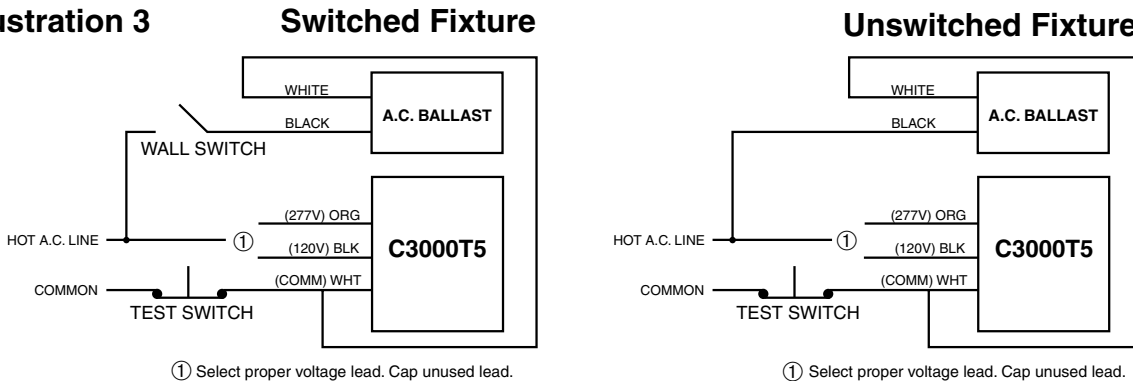 ustration 3
Switched Fixture
WHITE
A.C. BALLAST
BLACK
WALL SWITCH
(277V) ORG
HOT A.C. LINE
①
(120V) BLK
C3000T5
COMMON
(COMM) WHT
TEST SWITCH
① Select proper voltage lead. Cap unused lead.
Unswitched Fixture
WHITE
A.C. BALLAST
BLACK
(277V) ORG
HOT A.C. LINE
①
(120V) BLK
C3000T5
COMMON
(COMM) WHT
TEST SWITCH
① Select proper voltage lead. Cap unused lead.